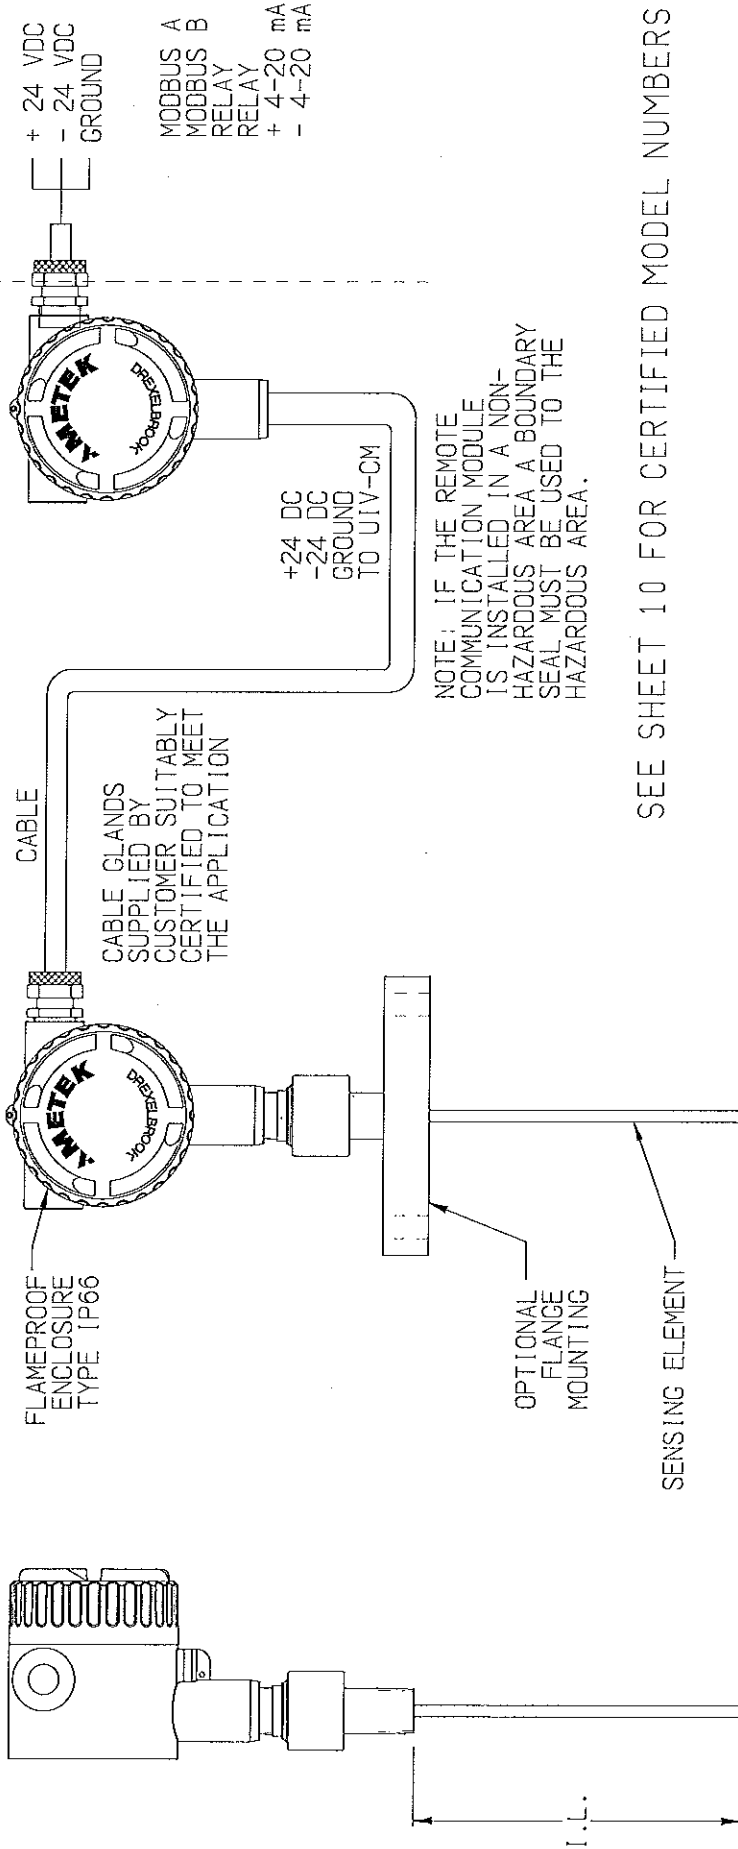 + 24 VDC
- 24 VDC
GROUND
MODBUS A
MODBUS B
RELAY
RELAY
+ 4-20 mA
- 4-20 mA
AMETEK
DREXELBROOK
+24 DC
-24 DC
GROUND
TO UIV-CM
NOTE: IF THE REMOTE
COMMUNICATION MODULE
IS INSTALLED IN A NON-
HAZARDOUS AREA A BOUNDARY
SEAL MUST BE USED TO THE
HAZARDOUS AREA.
SEE SHEET 10 FOR CERTIFIED MODEL NUMBERS
CABLE
CABLE GLANDS
SUPPLIED BY
CUSTOMER SUITABLY
CERTIFIED TO MEET
THE APPLICATION
AMETEK
DREXELBROOK
FLAMEPROOF
ENCLOSURE
TYPE IP66
OPTIONAL
FLANGE
MOUNTING
SENSING ELEMENT
I.L.